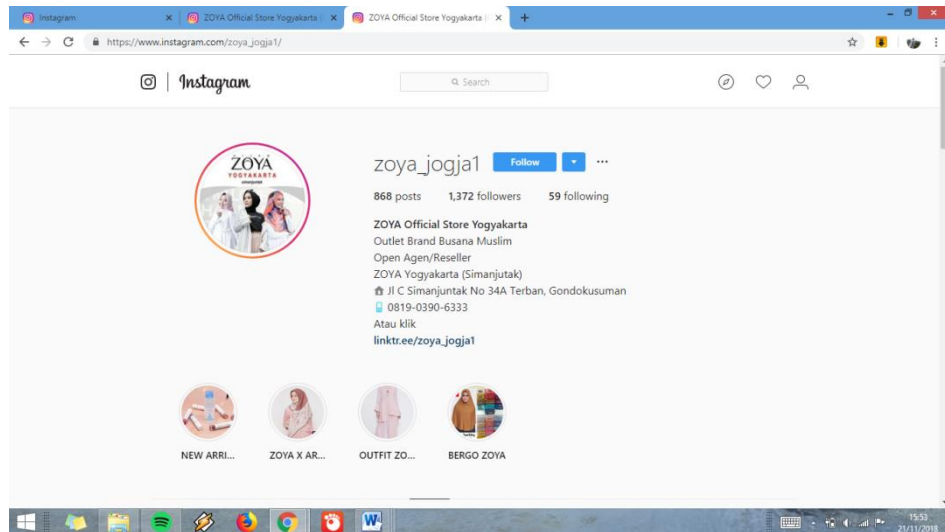 Instagram
ZOYA Official Store Yogyakarta (
ZOYA Official Store Yogyakarta |
https://www.instagram.com/zoya_jogja1/
Instagram
Search
ZOYA
YOGYAKARTA
simanjuntak
zoya_jogja1 Follow
868 posts 1,372 followers 59 following
ZOYA Official Store Yogyakarta
Outlet Brand Busana Muslim
Open Agen/Reseller
ZOYA Yogyakarta (Simanjutak)
Jl C Simanjuntak No 34A Terban, Gondokusuman
0819-0390-6333
Atau klik
linktr.ee/zoya_jogja1
NEW ARRI... ZOYA X AR... OUTFIT ZO... BERGO ZOYA
15:53
21/11/2018